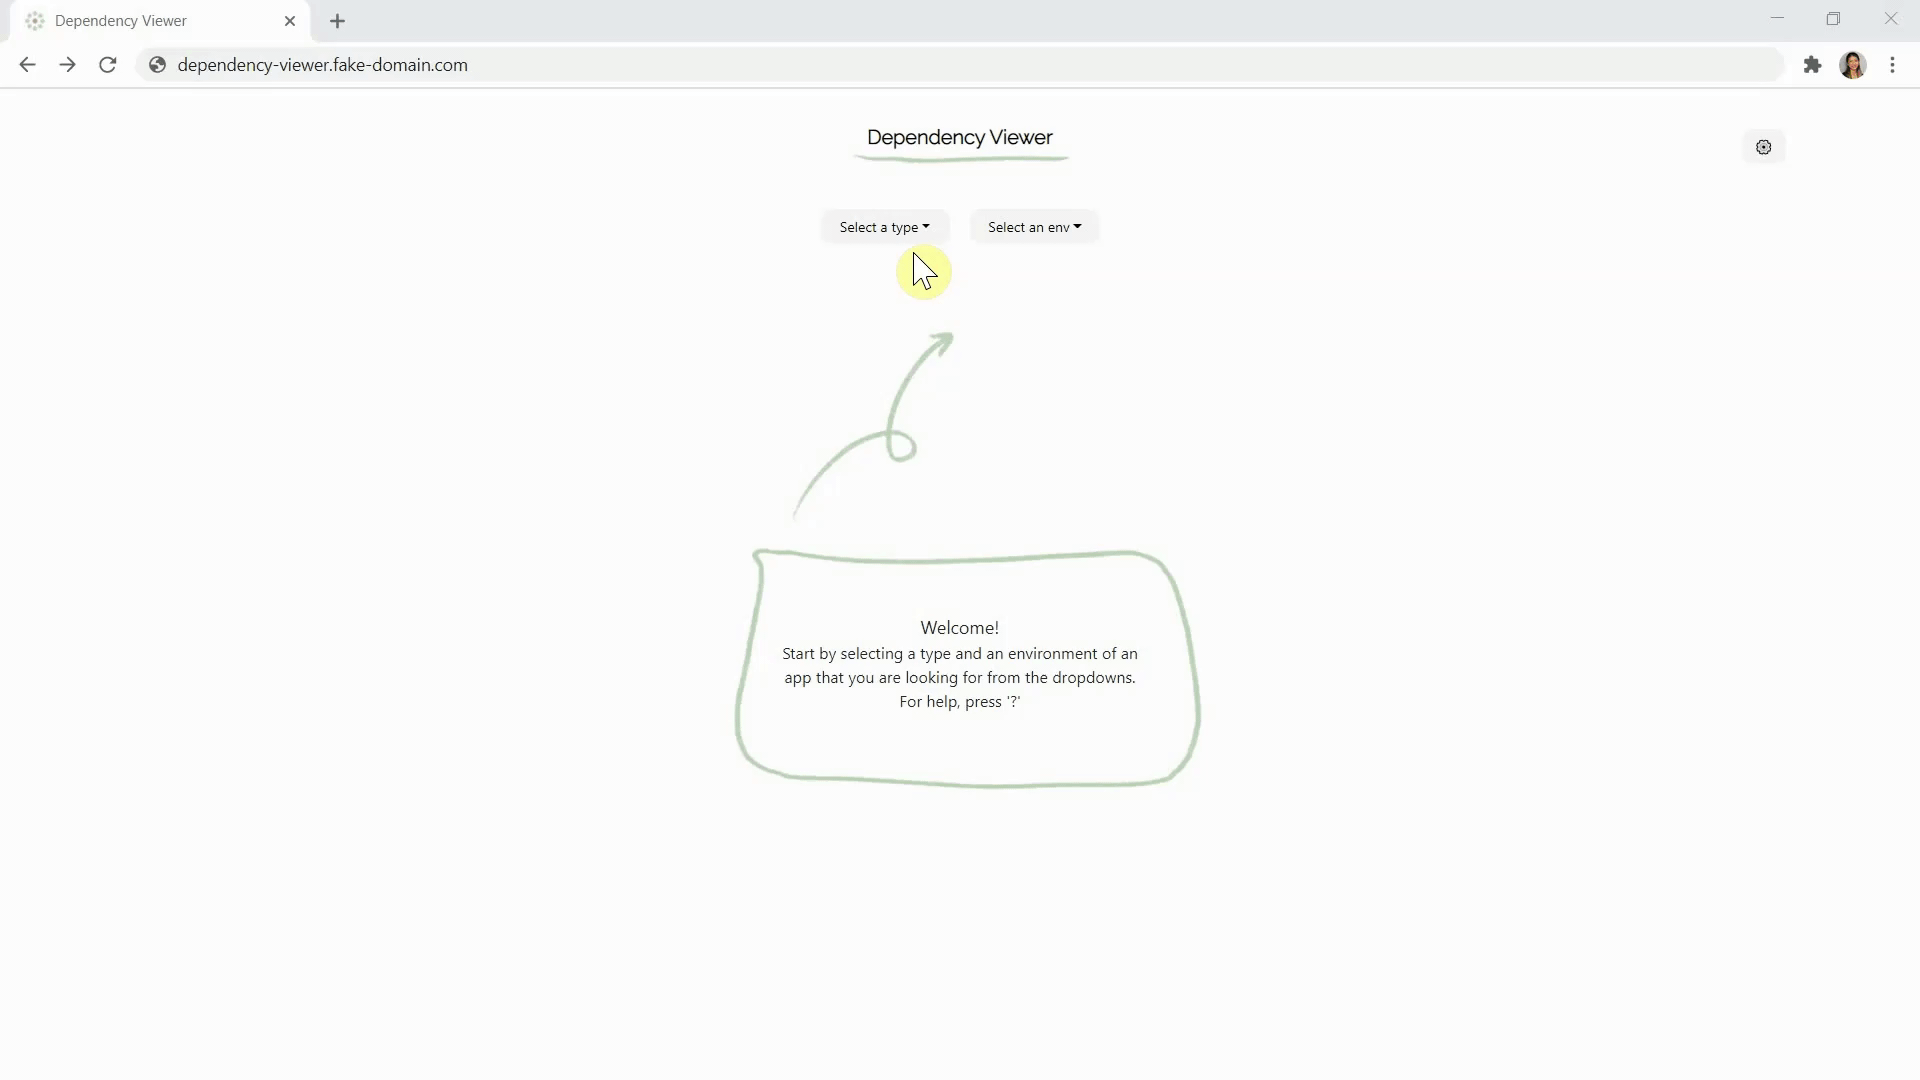 Dependency Viewer
dependency-viewer.fake-domain.com
Dependency Viewer
Select a type
Select an env
Welcome!
Start by selecting a type and an environment of an
app that you are looking for from the dropdowns.
For help, press '?'